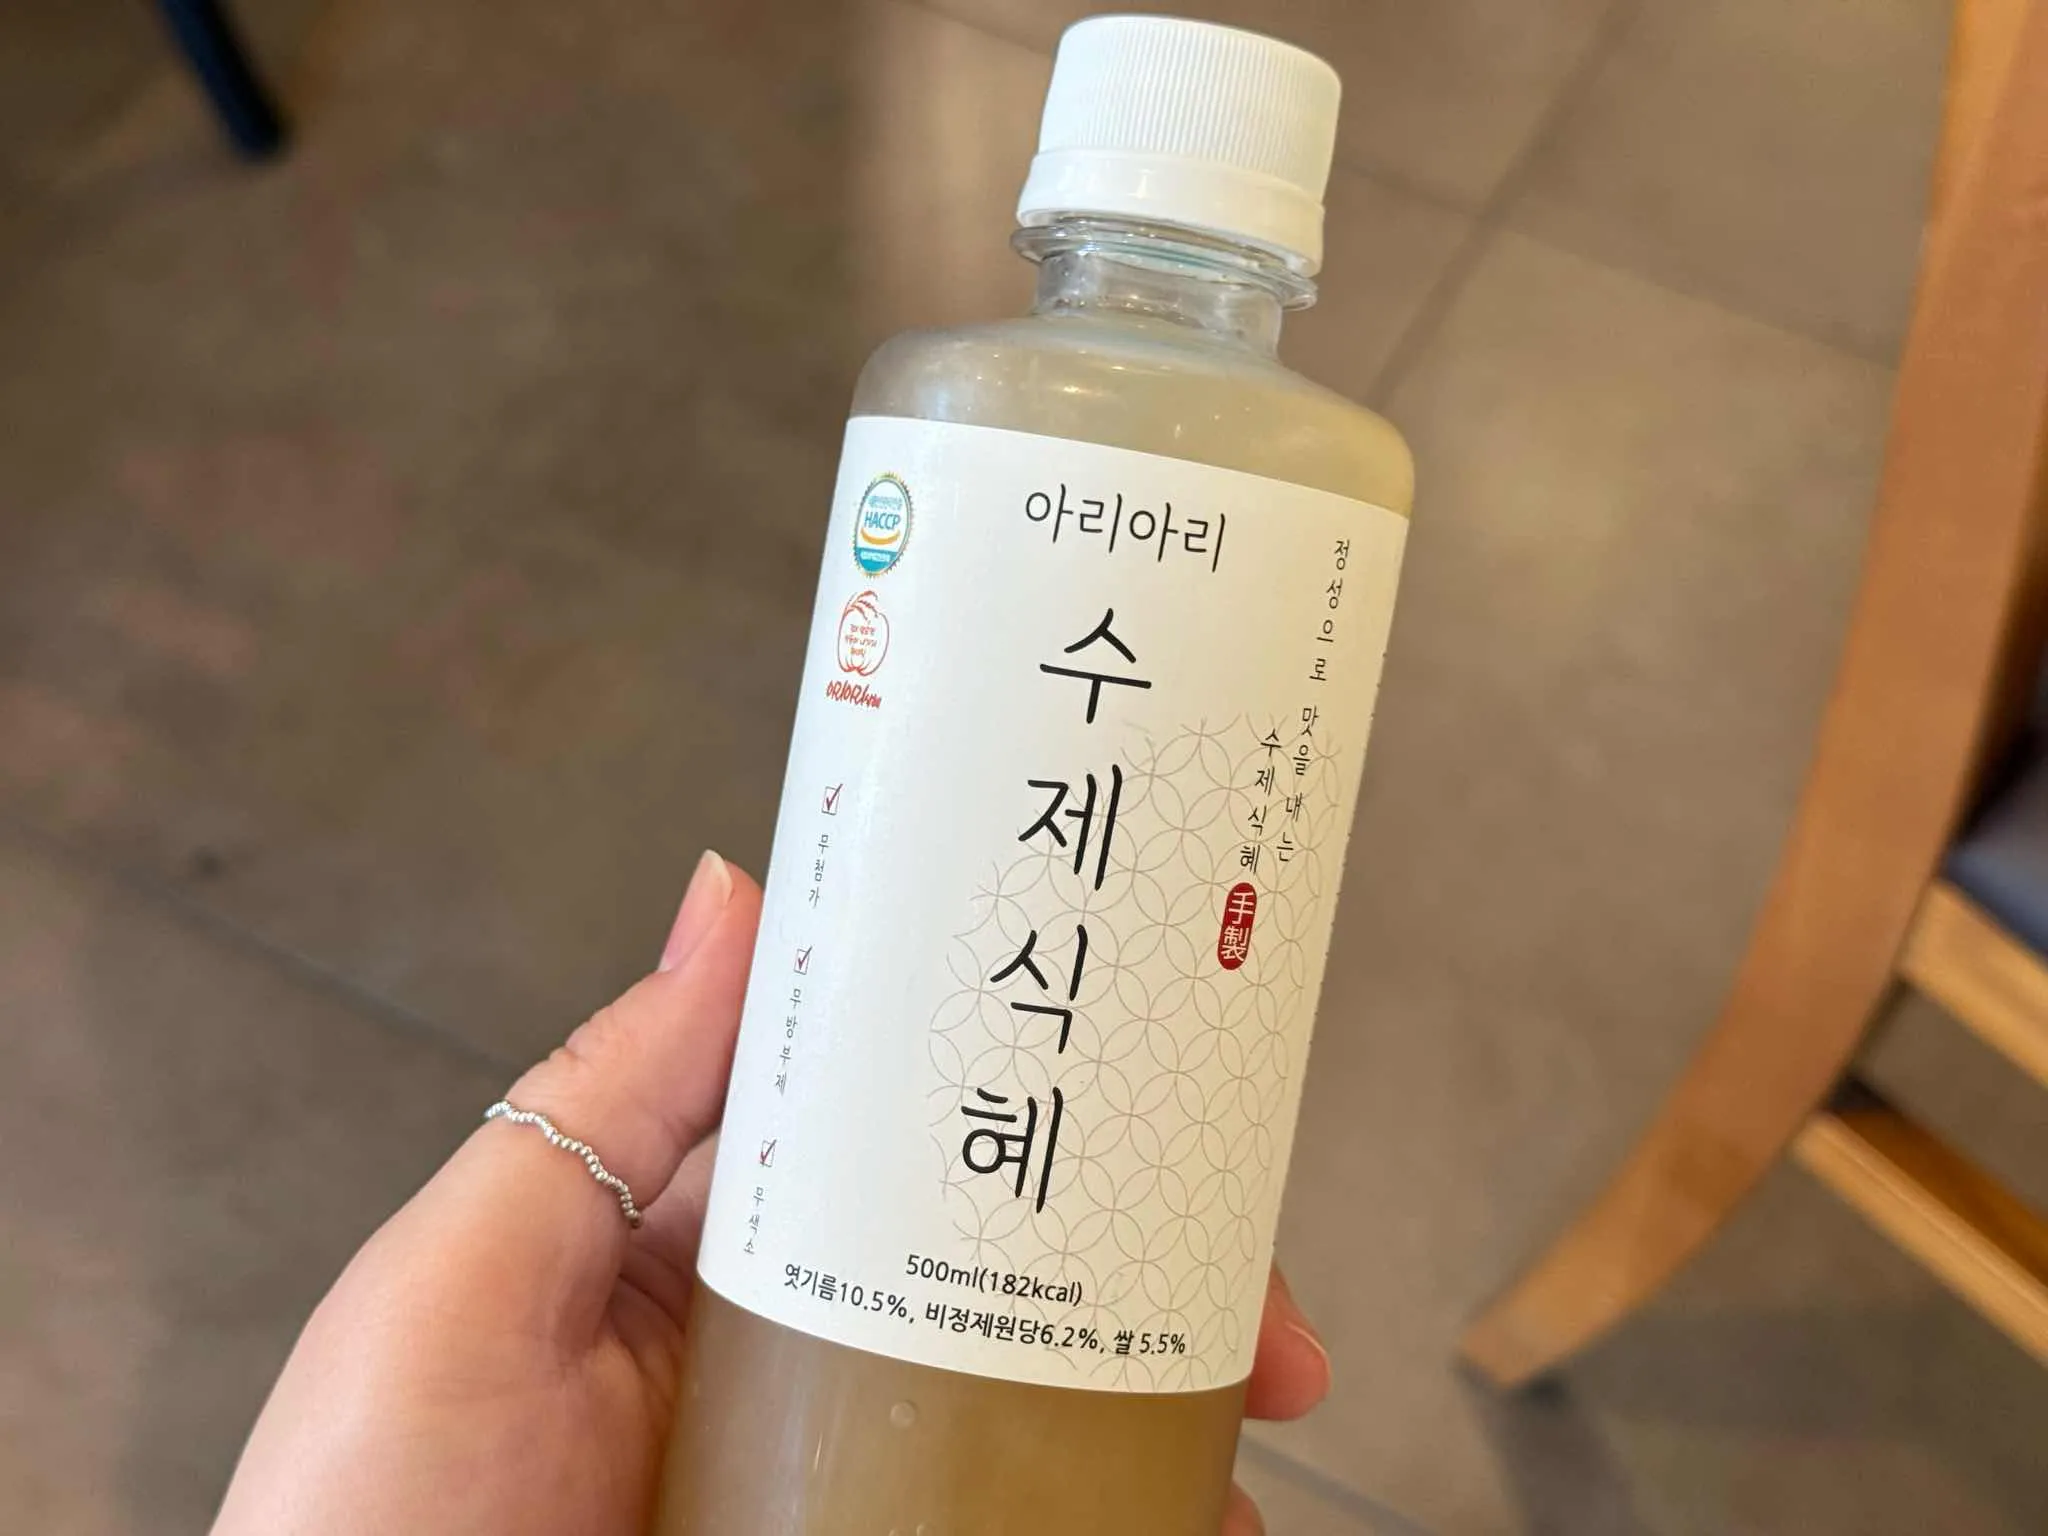 아리아리
수제식혜
정성으로 맛을 내는
수제식혜
手製
HACCP
무첨가
무방부제
무색소
500ml(182kcal)
엿기름10.5%, 비정제원당6.2%, 쌀 5.5%